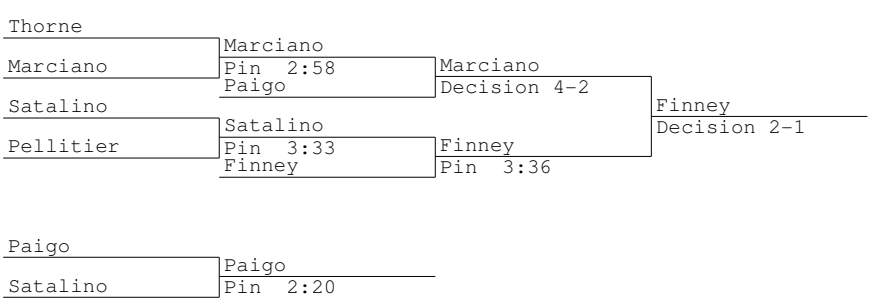 Thorne
Marciano
Marciano
Pin 2:58
Paigo
Marciano
Decision 4-2
Satalino
Pellitier
Satalino
Pin 3:33
Finney
Finney
Pin 3:36
Finney
Decision 2-1
Paigo
Satalino
Paigo
Pin 2:20